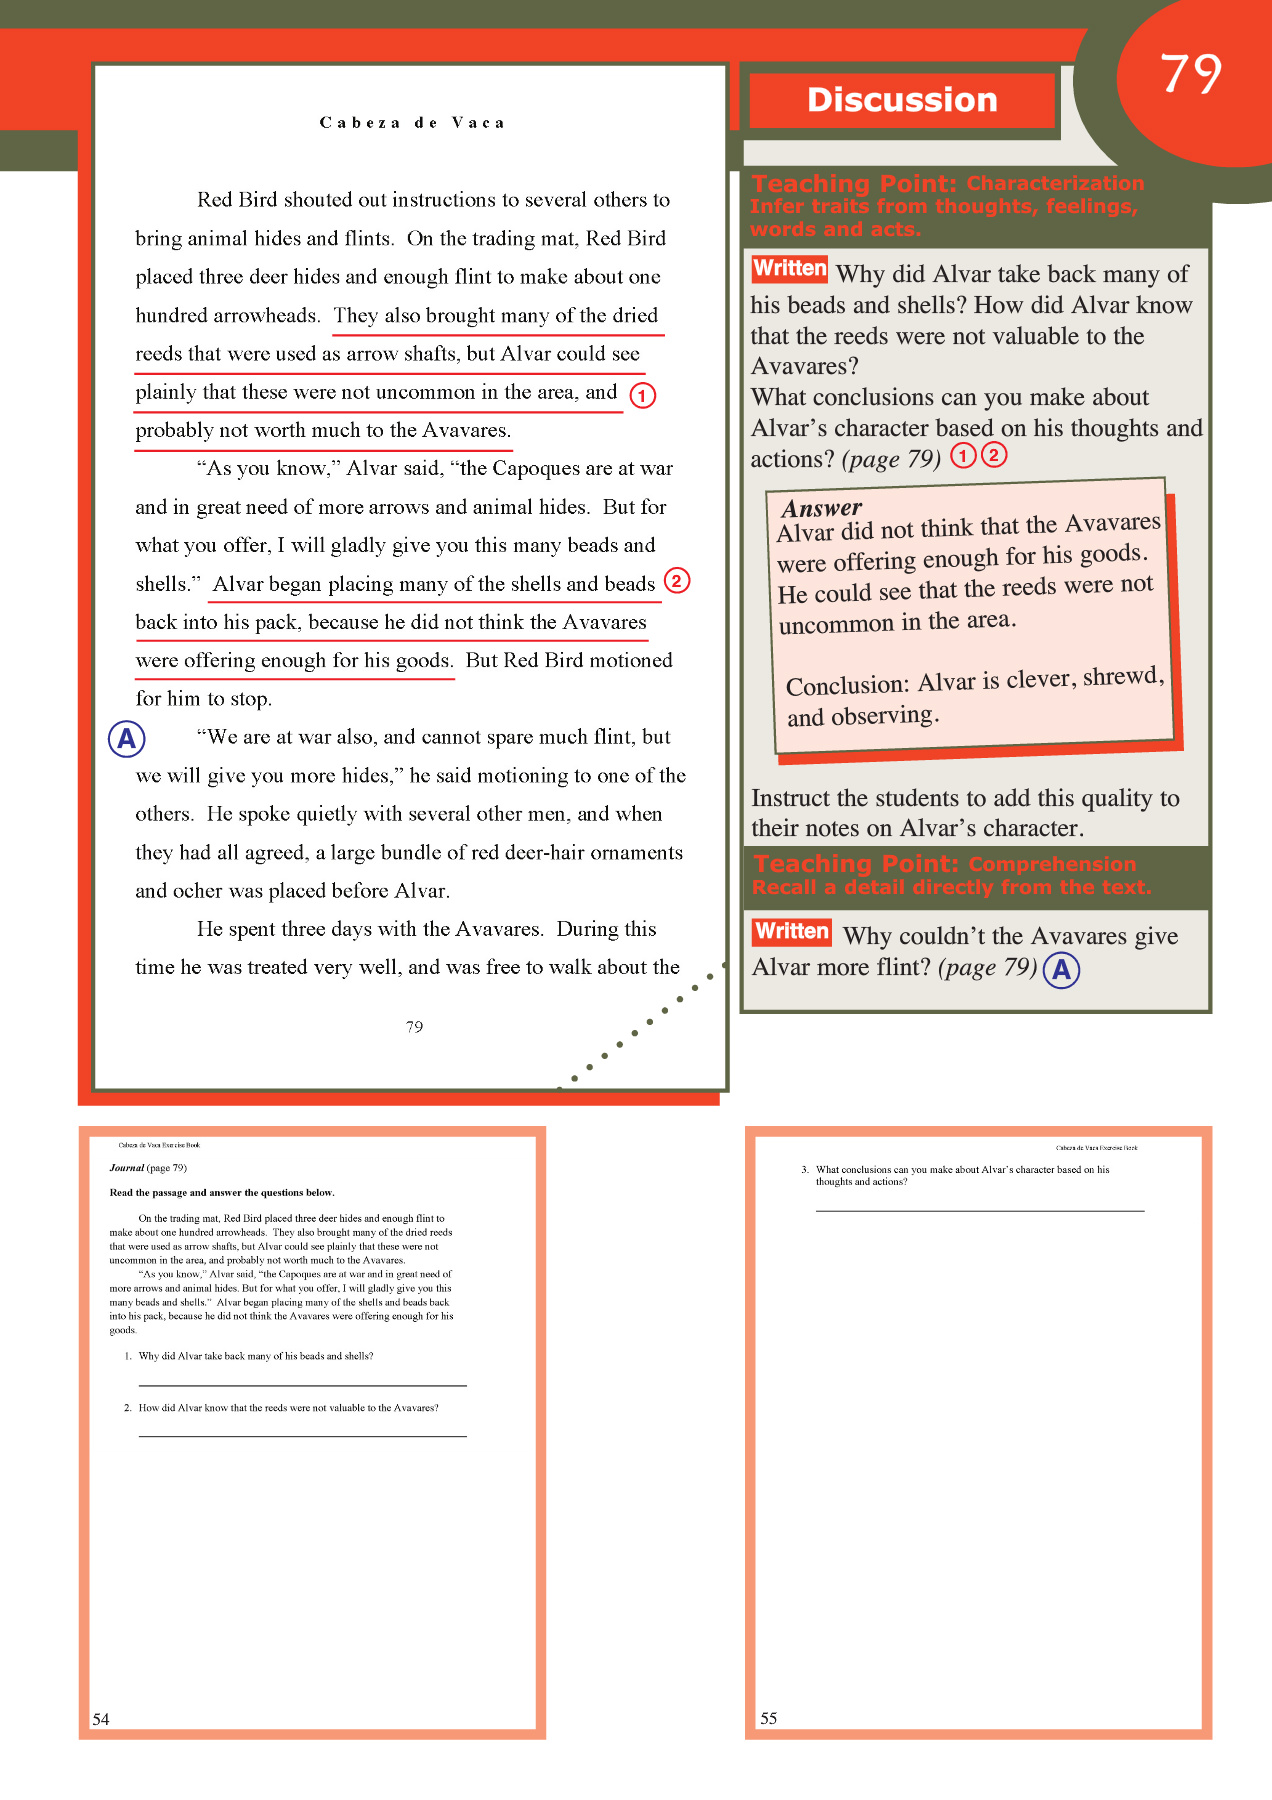 79
Cabeza de Vaca
Red Bird shouted out instructions to several others to
bring animal hides and flints.  On the trading mat, Red Bird
placed three deer hides and enough flint to make about one
hundred arrowheads.  They also brought many of the dried
reeds that were used as arrow shafts, but Alvar could see
plainly that these were not uncommon in the area, and 1
probably not worth much to the Avavares.
“As you know,” Alvar said, “the Capoques are at war
and in great need of more arrows and animal hides.  But for
what you offer, I will gladly give you this many beads and
shells.”  Alvar began placing many of the shells and beads 2
back into his pack, because he did not think the Avavares
were offering enough for his goods.  But Red Bird motioned
for him to stop.
A “We are at war also, and cannot spare much flint, but
we will give you more hides,” he said motioning to one of the
others.  He spoke quietly with several other men, and when
they had all agreed, a large bundle of red deer-hair ornaments
and ocher was placed before Alvar.
He spent three days with the Avavares.  During this
time he was treated very well, and was free to walk about the
79
Discussion
Teaching Point: Characterization
Infer traits from thoughts, feelings,
words and acts.
Written Why did Alvar take back many of
his beads and shells? How did Alvar know
that the reeds were not valuable to the
Avavares?
What conclusions can you make about
Alvar’s character based on his thoughts and
actions? (page 79) 1 2
Answer
Alvar did not think that the Avavares
were offering enough for his goods.
He could see that the reeds were not
uncommon in the area.
Conclusion: Alvar is clever, shrewd,
and observing.
Instruct the students to add this quality to
their notes on Alvar’s character.
Teaching Point: Comprehension
Recall a detail directly from the text.
Written Why couldn’t the Avavares give
Alvar more flint? (page 79) A
Cabeza de Vaca Exercise Book
Journal (page 79)
Read the passage and answer the questions below.
On the trading mat, Red Bird placed three deer hides and enough flint to
make about one hundred arrowheads.  They also brought many of the dried reeds
that were used as arrow shafts, but Alvar could see plainly that these were not
uncommon in the area, and probably not worth much to the Avavares.
“As you know,” Alvar said, “the Capoques are at war and in great need of
more arrows and animal hides. But for what you offer, I will gladly give you this
many beads and shells.”  Alvar began placing many of the shells and beads back
into his pack, because he did not think the Avavares were offering enough for his
goods.
1. Why did Alvar take back many of his beads and shells?
2. How did Alvar know that the reeds were not valuable to the Avavares?
54
Cabeza de Vaca Exercise Book
3. What conclusions can you make about Alvar’s character based on his
thoughts and actions?
55